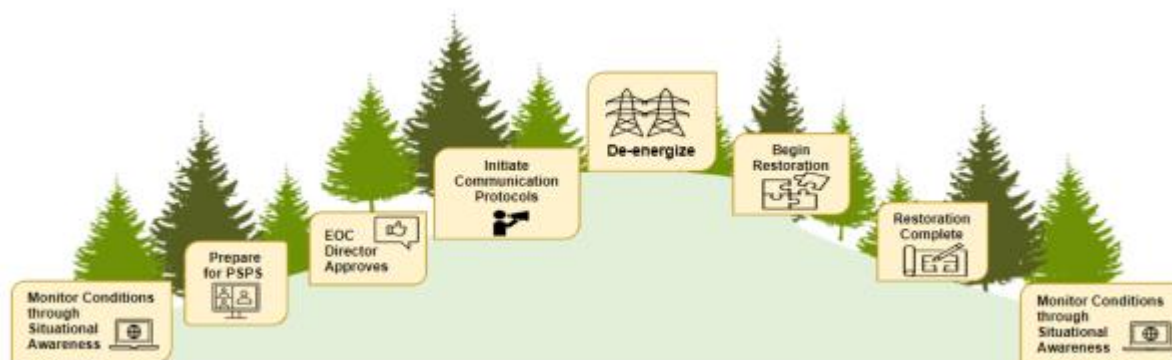 Monitor Conditions
through
Situational
Awareness
Prepare
for PSPS
EOC
Director
Approves
Initiate
Communication
Protocols
De-energize
Begin
Restoration
Restoration
Complete
Monitor Conditions
through
Situational
Awareness